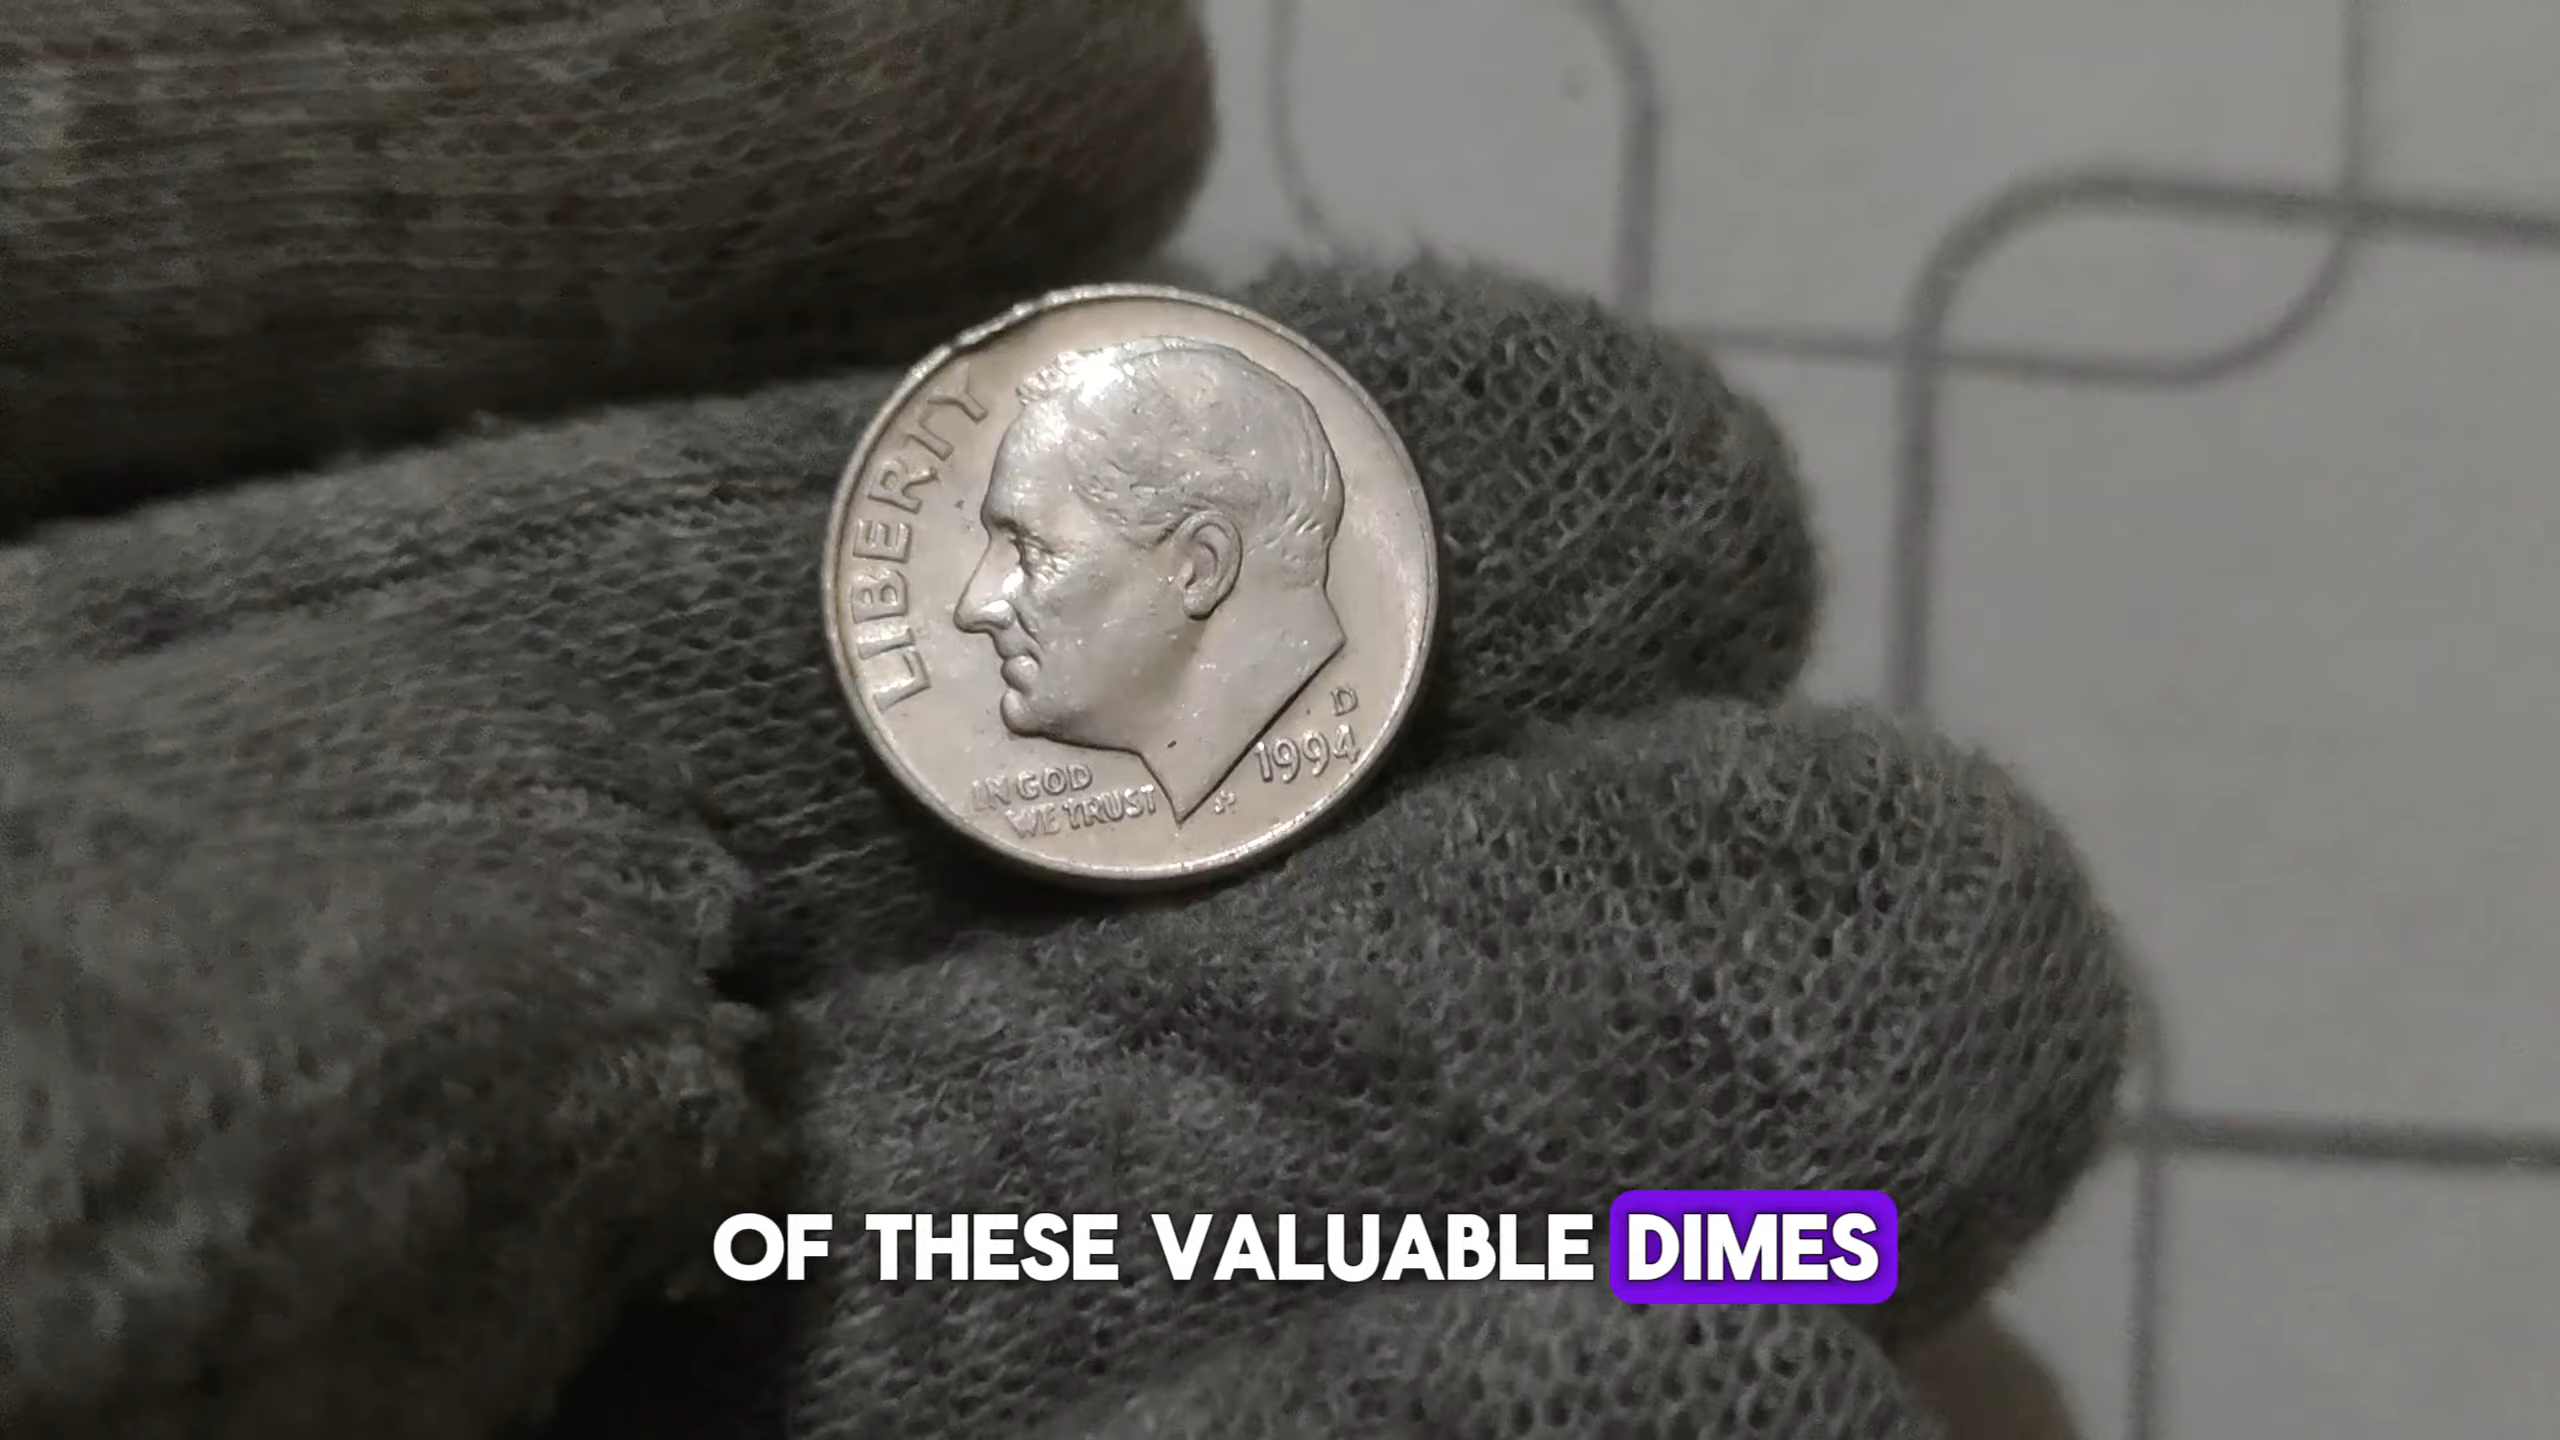 LIBERTY
D
1994
IN GOD
WE TRUST
OF THESE VALUABLE DIMES